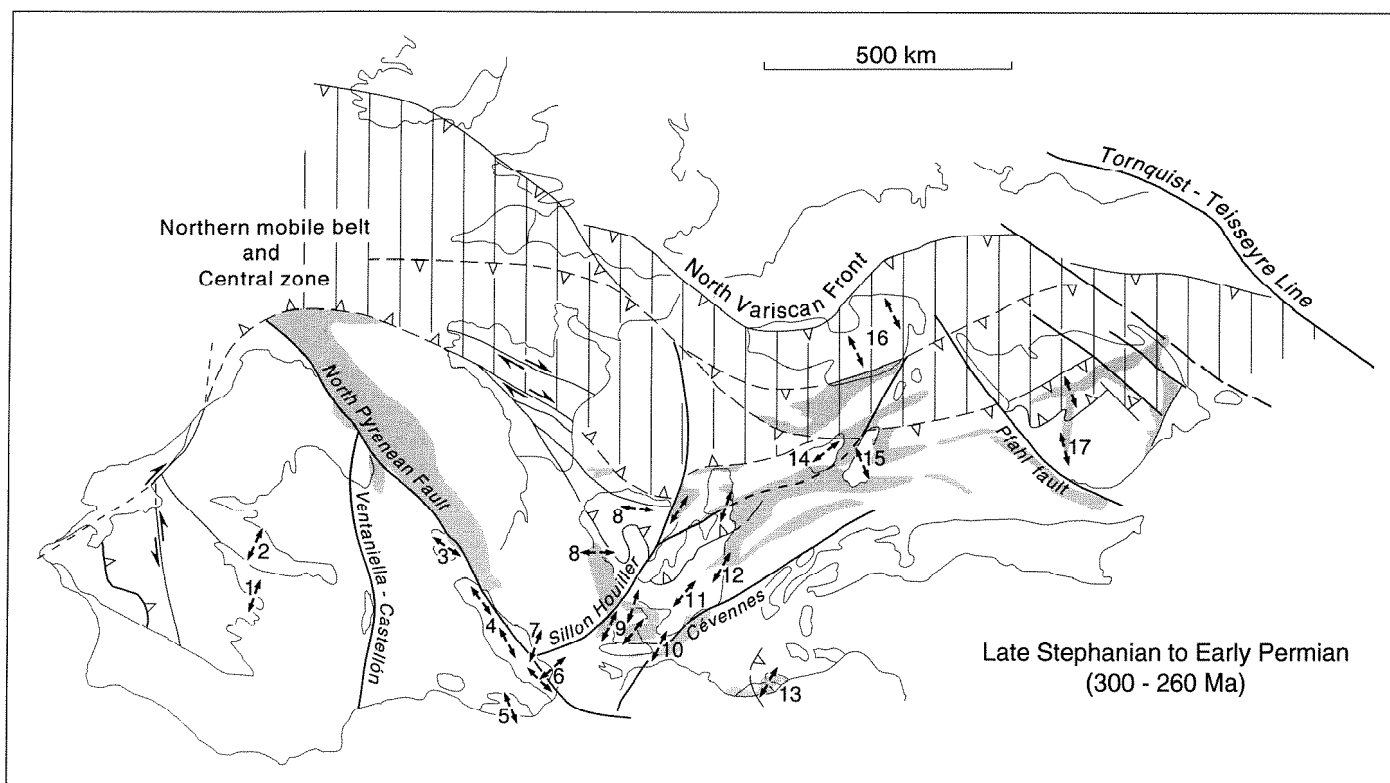 500 km
Tornquist - Teisseyre Line
Northern mobile belt
and
Central zone
North Variscan Front
16
North Pyrenean Fault
14
15
Pfahl fault
17
8
2
3
8
Ventaniella - Castellón
1
12
Sillon Houiller
11
4
7
9
Cévennes
10
6
Late Stephanian to Early Permian
(300 - 260 Ma)
13
5